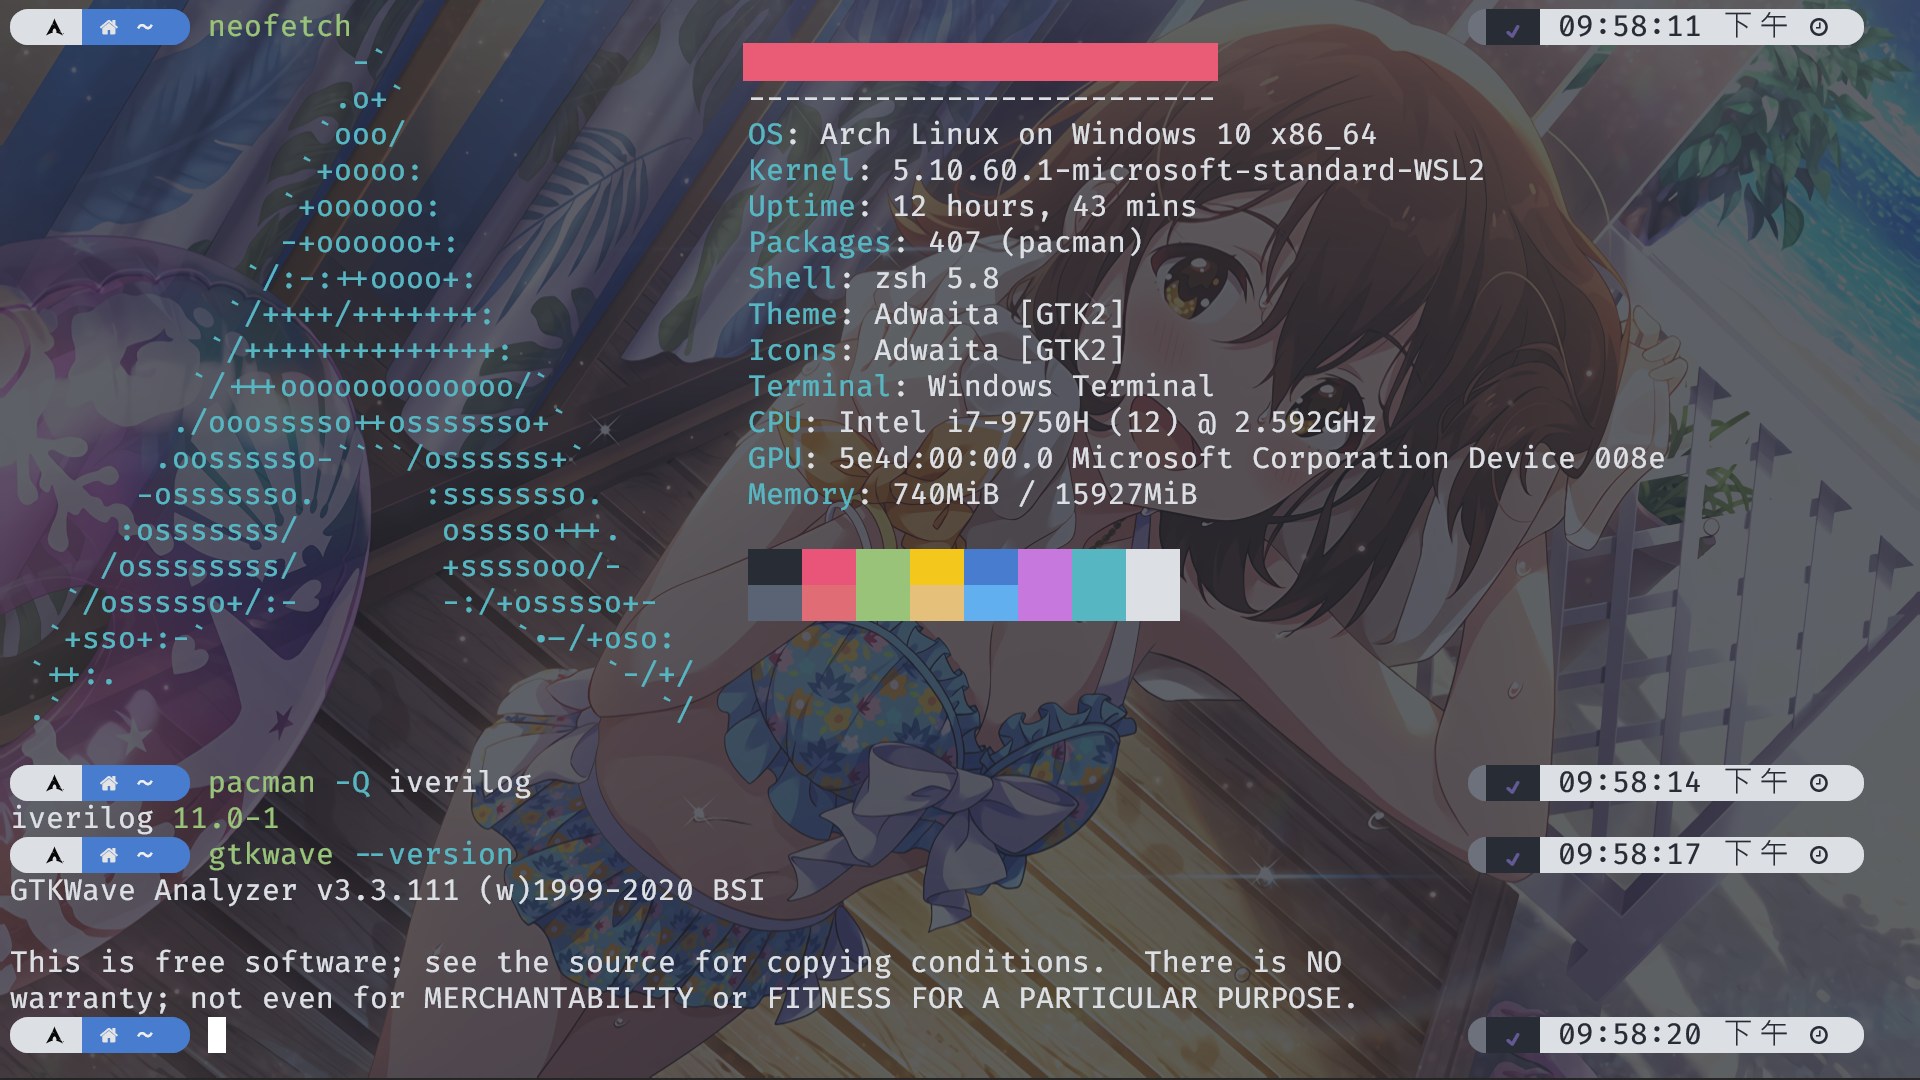 ~ neofetch 09:58:11 下午
-`
.o+`
`ooo/
`+oooo:
`+oooooo:
-+oooooo+:
`/:-:++oooo+:
`/++++/+++++++:
`/++++++++++++++:
`/+++ooooooooooooo/`
./ooosssso++osssssso+`
.oossssso-````/ossssss+`
-osssssso.      :ssssssso.
:osssssss/        osssso+++.
/ossssssss/        +ssssooo/-
`/ossssso+/:-        -:/+osssso+-
`+sso+:-`                 `.-/+oso:
`++:.                           `-/+/
.`                                 `/
-------------------------
OS: Arch Linux on Windows 10 x86_64
Kernel: 5.10.60.1-microsoft-standard-WSL2
Uptime: 12 hours, 43 mins
Packages: 407 (pacman)
Shell: zsh 5.8
Theme: Adwaita [GTK2]
Icons: Adwaita [GTK2]
Terminal: Windows Terminal
CPU: Intel i7-9750H (12) @ 2.592GHz
GPU: 5e4d:00:00.0 Microsoft Corporation Device 008e
Memory: 740MiB / 15927MiB
~ pacman -Q iverilog 09:58:14 下午
iverilog 11.0-1
~ gtkwave --version 09:58:17 下午
GTKWave Analyzer v3.3.111 (w)1999-2020 BSI
This is free software; see the source for copying conditions.  There is NO
warranty; not even for MERCHANTABILITY or FITNESS FOR A PARTICULAR PURPOSE.
~ 09:58:20 下午